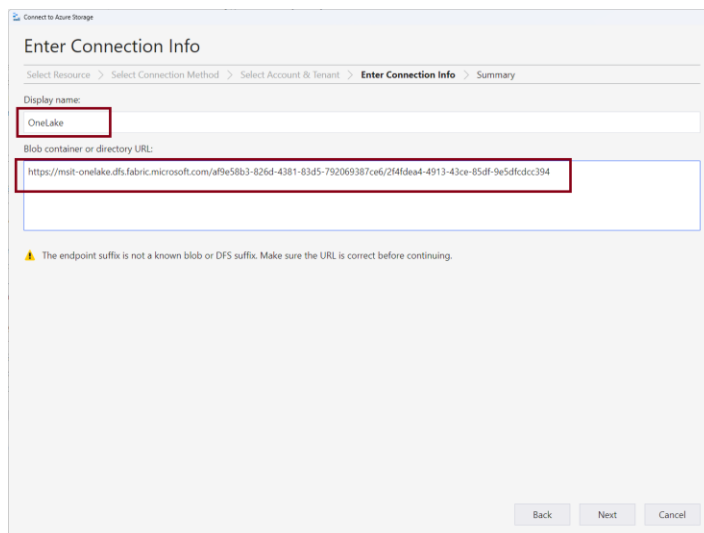 Connect to Azure Storage
Enter Connection Info
Select Resource > Select Connection Method > Select Account & Tenant > Enter Connection Info > Summary
Display name:
OneLake
Blob container or directory URL:
https://msit-onelake.dfs.fabric.microsoft.com/af9e58b3-826d-4381-83d5-792069387ce6/2f4fdea4-4913-43ce-85df-9e5dfcdcc394
The endpoint suffix is not a known blob or DFS suffix. Make sure the URL is correct before continuing.
Back Next Cancel